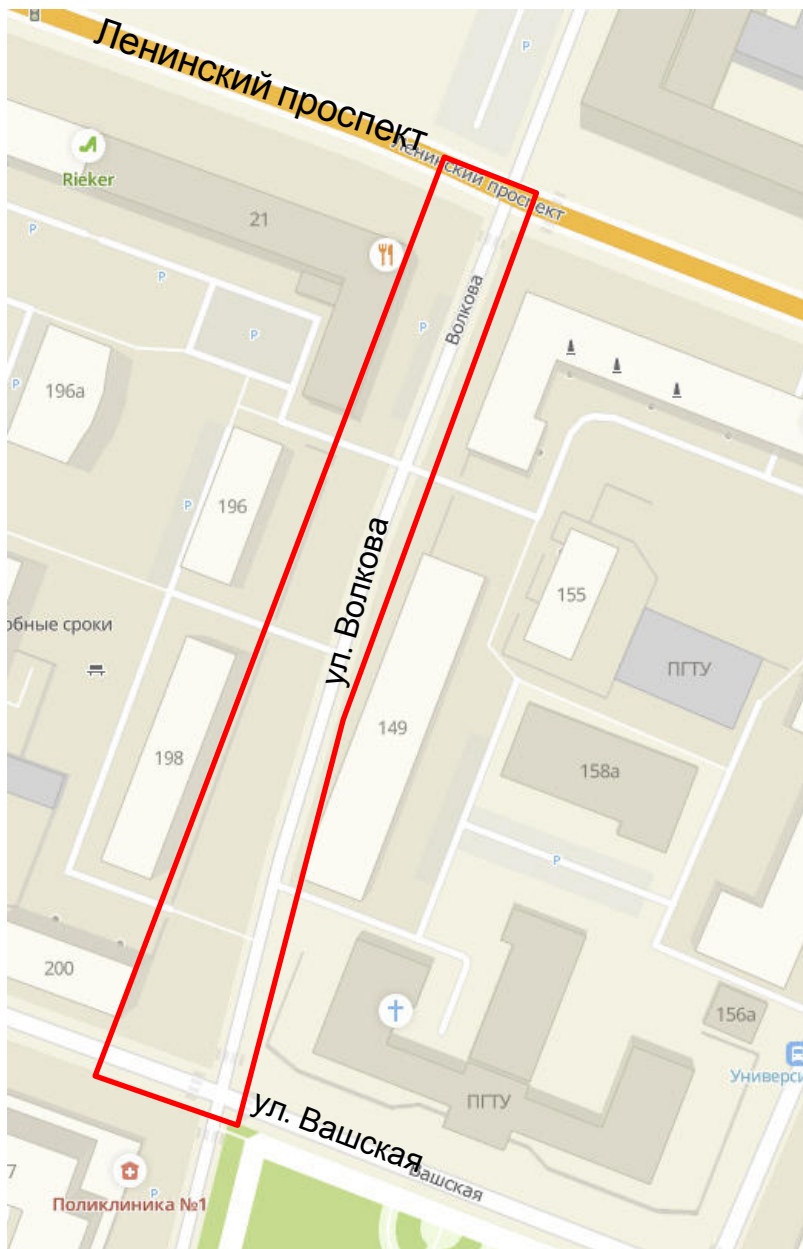 Ленинский проспект
P
Ленинский проспект
Rieker
21
P
P
Волкова
P
P
196а
P
196
P
ул. Волкова
155
обные сроки
ПГТУ
149
198
158а
P
200
156а
Универси
ПГТУ
ул. Вашская
Вашская
7
P
Поликлиника №1